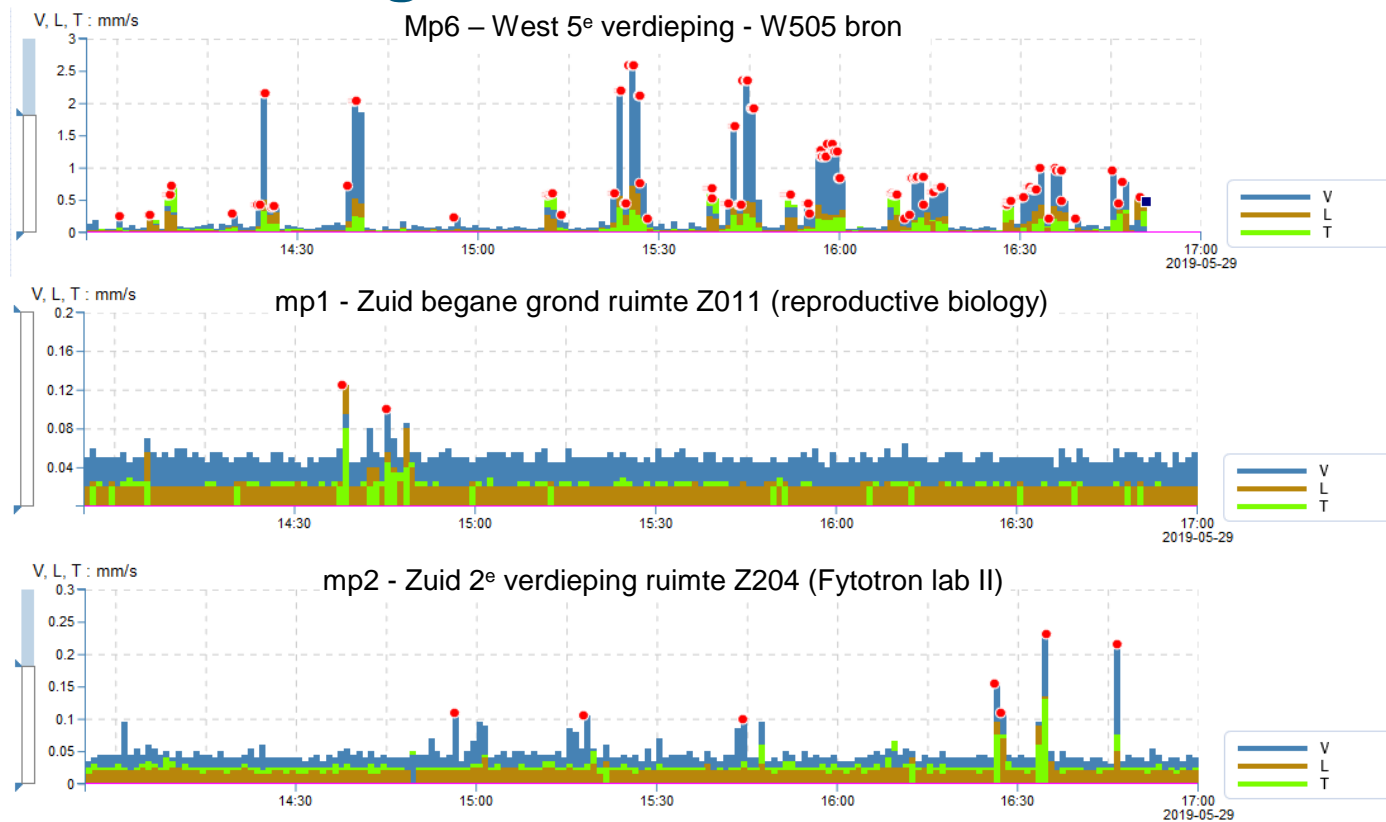 V, L, T : mm/s
Mp6 – West 5e verdieping - W505 bron
3
2.5
2
1.5
1
0.5
0
14:30 15:00 15:30 16:00 16:30 17:00
2019-05-29
V
L
T
V, L, T : mm/s
mp1 - Zuid begane grond ruimte Z011 (reproductive biology)
0.2
0.16
0.12
0.08
0.04
14:30 15:00 15:30 16:00 16:30 17:00
2019-05-29
V
L
T
V, L, T : mm/s
mp2 - Zuid 2e verdieping ruimte Z204 (Fytotron lab II)
0.3
0.25
0.2
0.15
0.1
0.05
0
14:30 15:00 15:30 16:00 16:30 17:00
2019-05-29
V
L
T